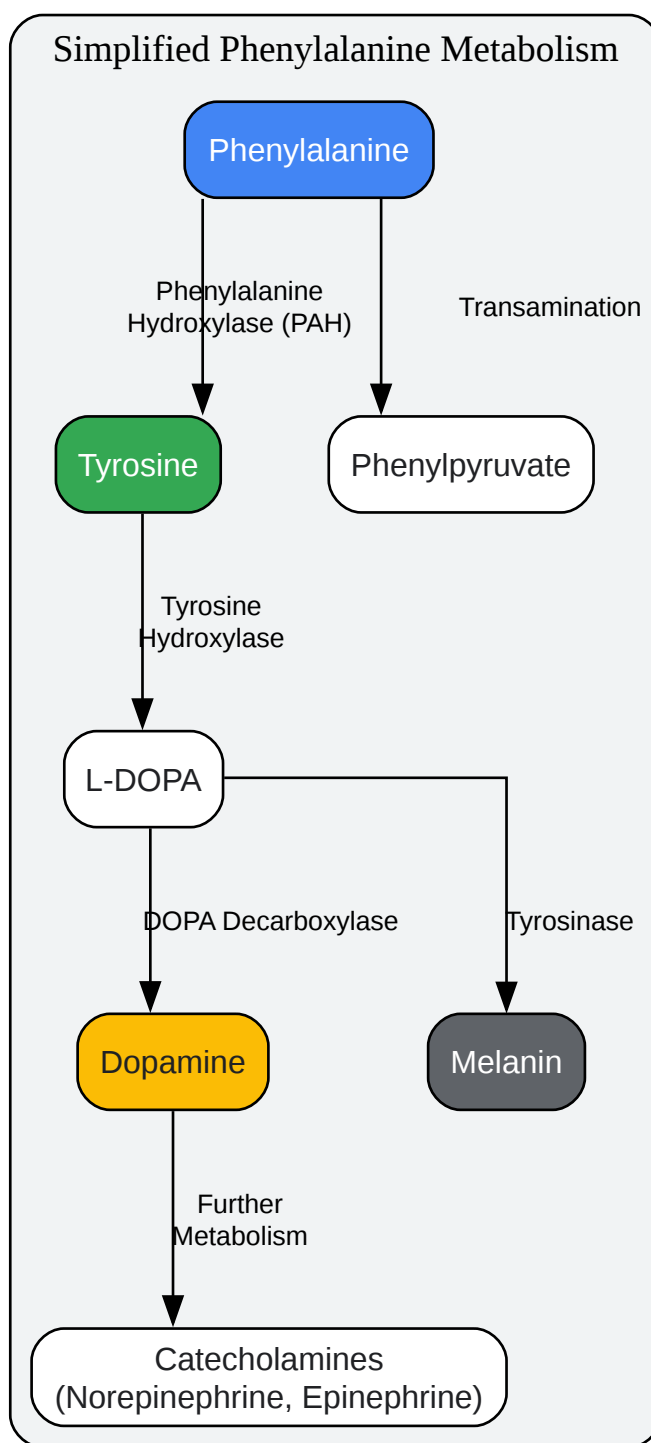 Simplified Phenylalanine Metabolism
Phenylalanine
Phenylalanine
Hydroxylase (PAH)
Transamination
Tyrosine
Phenylpyruvate
Tyrosine
Hydroxylase
L-DOPA
DOPA Decarboxylase
Tyrosinase
Dopamine
Melanin
Further
Metabolism
Catecholamines
(Norepinephrine, Epinephrine)